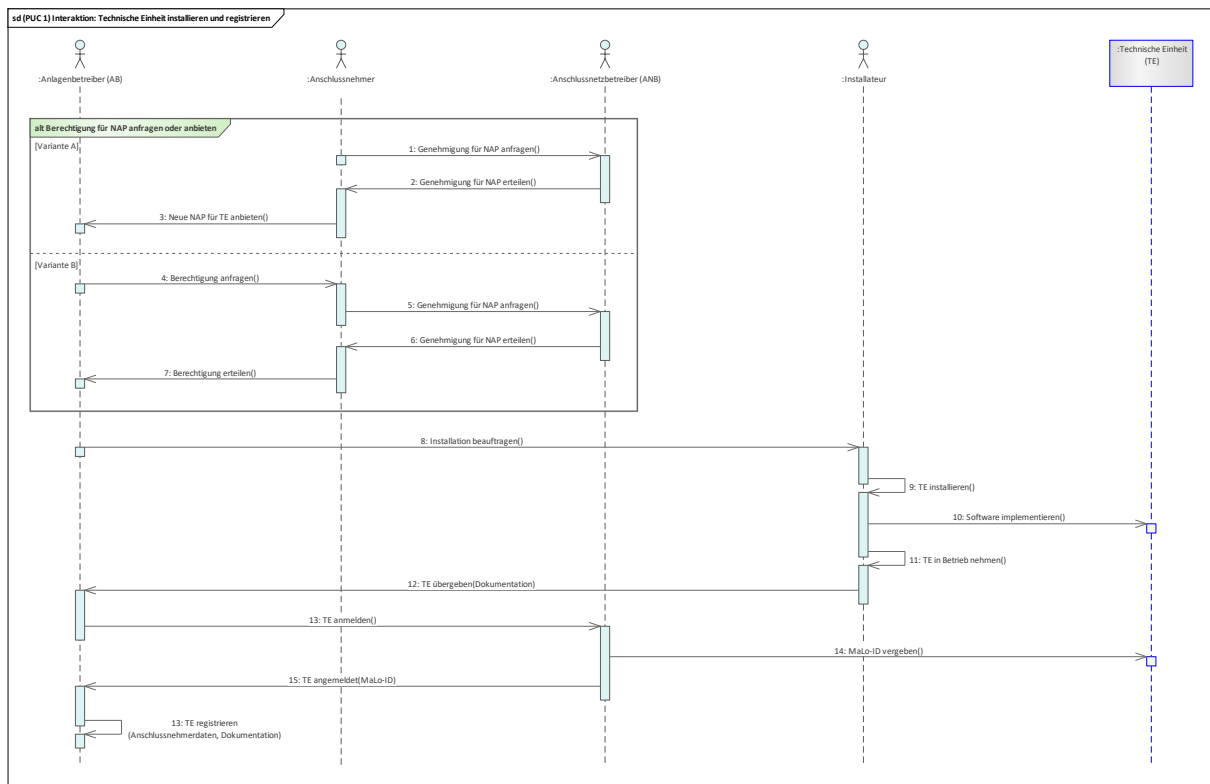 sd (PUC 1) Interaktion: Technische Einheit installieren und registrieren
:Anlagenbetreiber (AB)
:Anschlussnehmer
:Anschlussnetzbetreiber (ANB)
:Installateur
:Technische Einheit
(TE)
alt Berechtigung für NAP anfragen oder anbieten
[Variante A]
1: Genehmigung für NAP anfragen()
2: Genehmigung für NAP erteilen()
3: Neue NAP für TE anbieten()
[Variante B]
4: Berechtigung anfragen()
5: Genehmigung für NAP anfragen()
6: Genehmigung für NAP erteilen()
7: Berechtigung erteilen()
8: Installation beauftragen()
9: TE installieren()
10: Software implementieren()
11: TE in Betrieb nehmen()
12: TE übergeben(Dokumentation)
13: TE anmelden()
14: MaLo-ID vergeben()
15: TE angemeldet(MaLo-ID)
13: TE registrieren
(Anschlussnehmerdaten, Dokumentation)